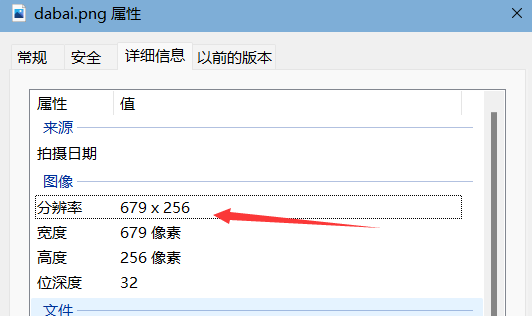 dabai.png 属性
常规 安全 详细信息 以前的版本
属性 值
来源
拍摄日期
图像
分辨率 679 x 256
宽度 679 像素
高度 256 像素
位深度 32
文件